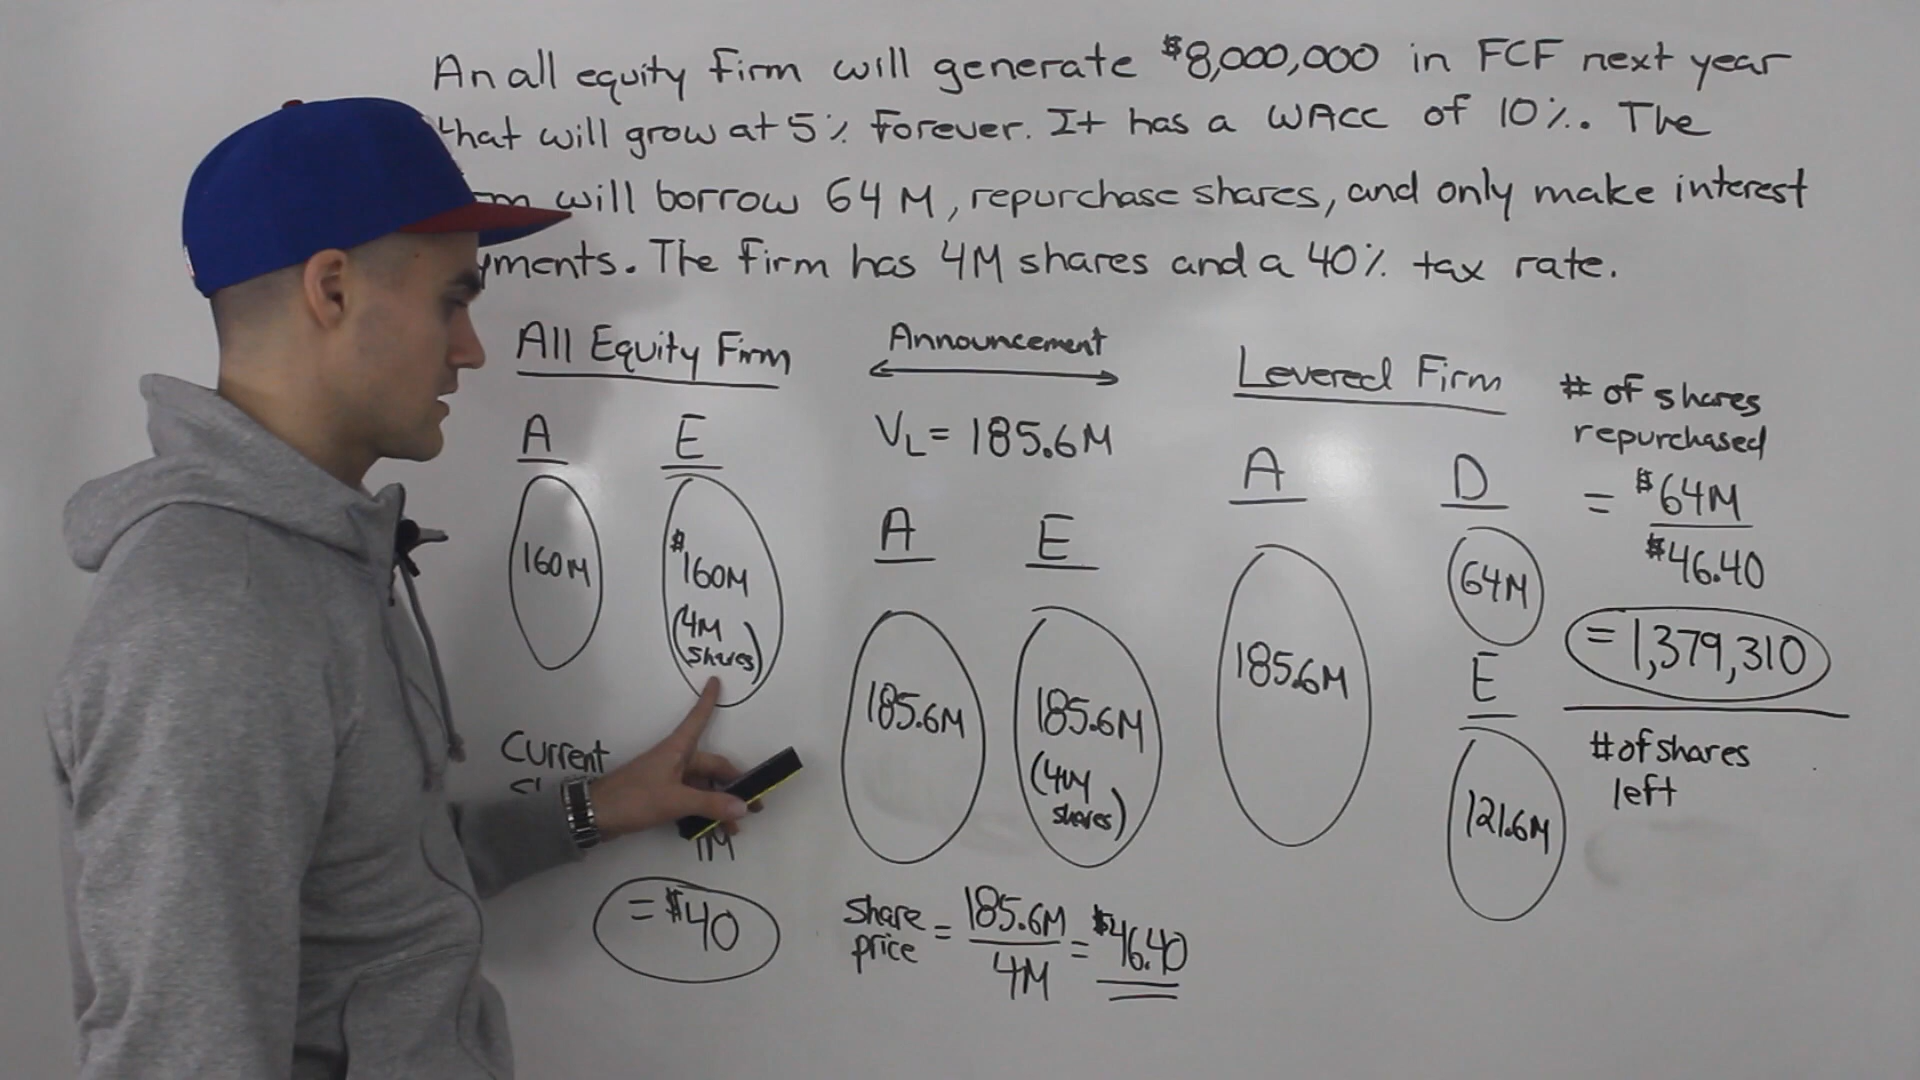 An all equity firm will generate $8,000,000 in FCF next year
that will grow at 5% forever. It has a WACC of 10%. The
will borrow 64M, repurchase shares, and only make interest
yments. The firm has 4M shares and a 40% tax rate.
All Equity Firm
A E
160M
$160M
(4M
shares)
Current
1M
= $40
Announcement
VL = 185.6M
A E
185.6M
185.6M
(4M
shares)
Share
price = 185.6M / 4M = $46.40
Levered Firm
A D
185.6M
64M
E
121.6M
# of shares
repurchased
= $64M
$46.40
= 1,379,310
# of shares
left